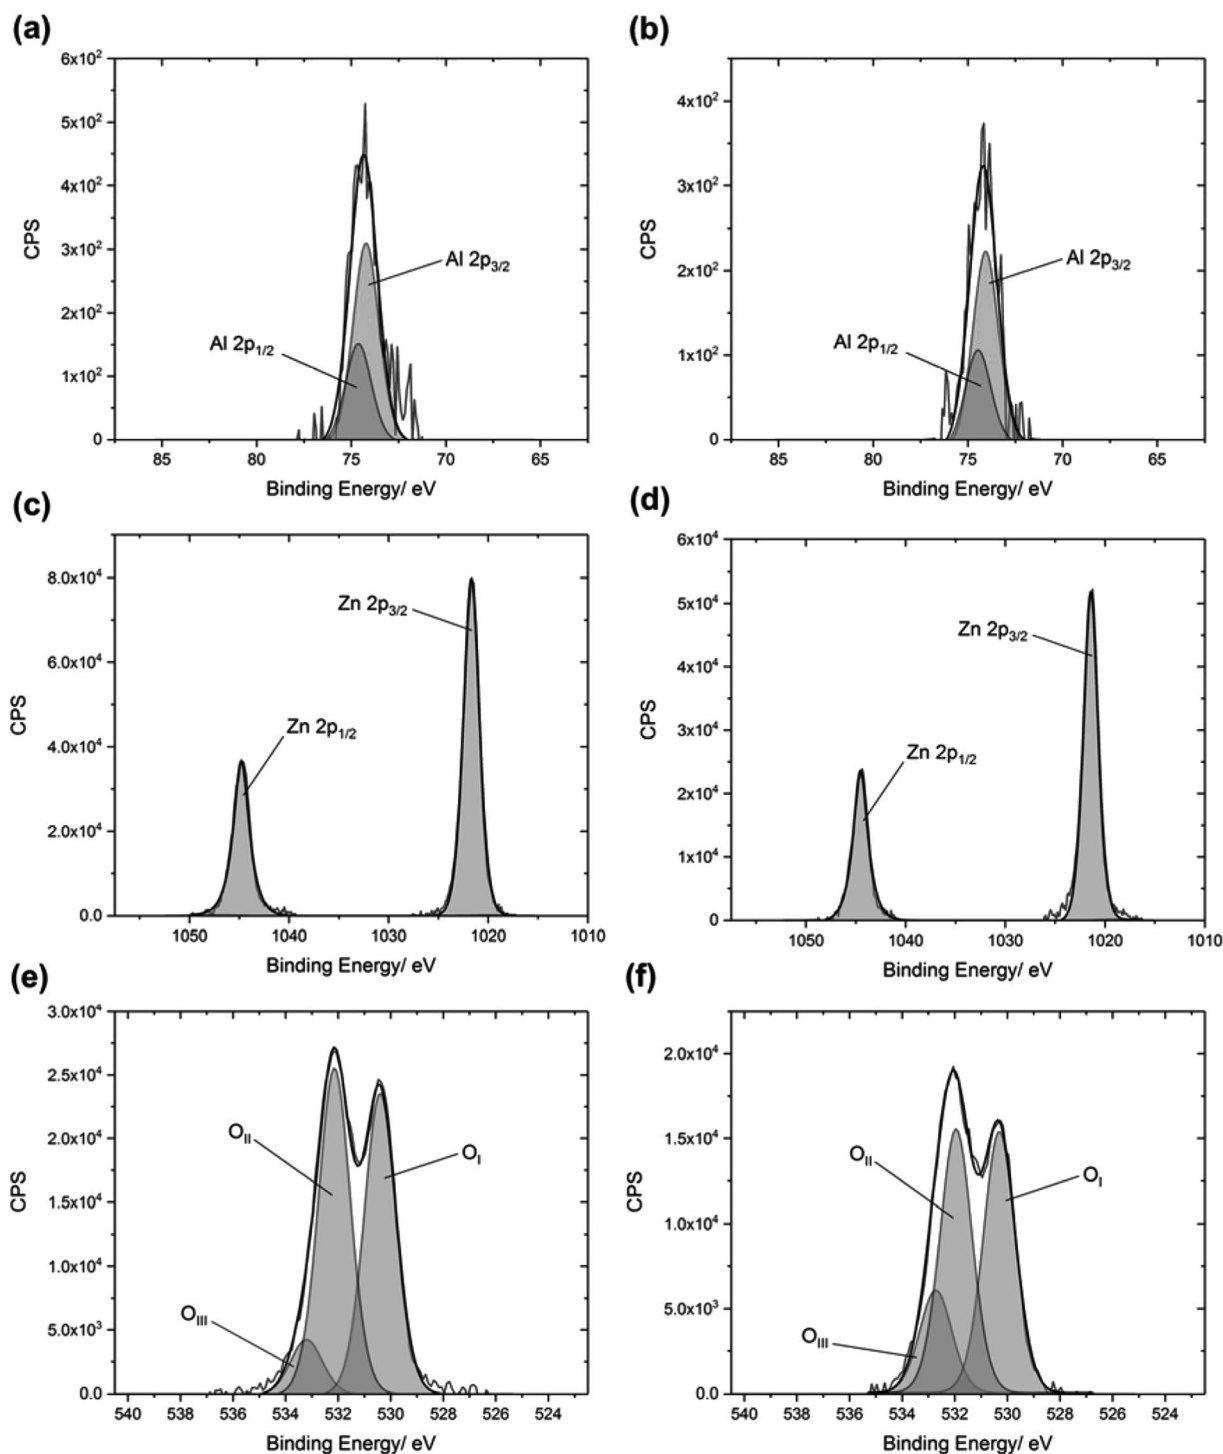 (a)
6x10²
5x10²
4x10²
3x10²
2x10²
1x10²
0
CPS
Al 2p3/2
Al 2p1/2
85 80 75 70 65
Binding Energy/ eV
(b)
4x10²
3x10²
2x10²
1x10²
0
CPS
Al 2p3/2
Al 2p1/2
85 80 75 70 65
Binding Energy/ eV
(c)
8.0x10⁴
6.0x10⁴
4.0x10⁴
2.0x10⁴
0.0
CPS
Zn 2p3/2
Zn 2p1/2
1050 1040 1030 1020 1010
Binding Energy/ eV
(d)
6x10⁴
5x10⁴
4x10⁴
3x10⁴
2x10⁴
1x10⁴
0
CPS
Zn 2p3/2
Zn 2p1/2
1050 1040 1030 1020 1010
Binding Energy/ eV
(e)
3.0x10⁴
2.5x10⁴
2.0x10⁴
1.5x10⁴
1.0x10⁴
5.0x10³
0.0
CPS
OII
OI
OIII
540 538 536 534 532 530 528 526 524
Binding Energy/ eV
(f)
2.0x10⁴
1.5x10⁴
1.0x10⁴
5.0x10³
0.0
CPS
OII
OI
OIII
540 538 536 534 532 530 528 526 524
Binding Energy/ eV